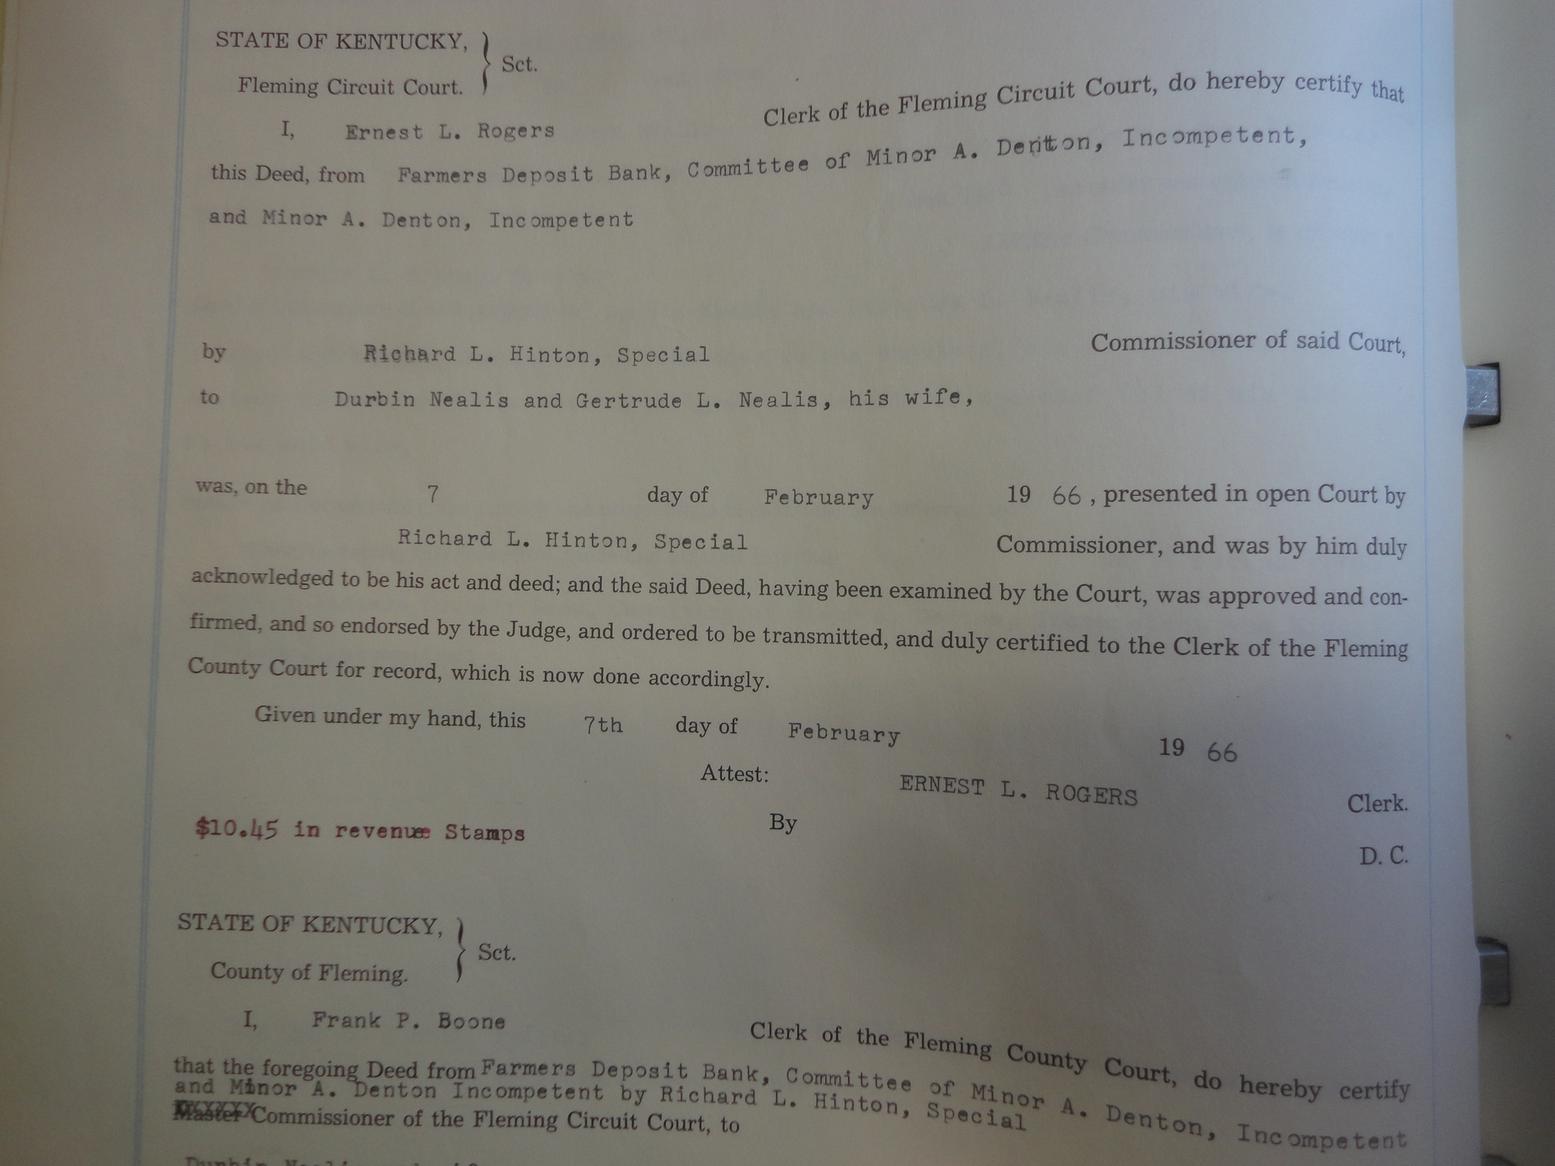 STATE OF KENTUCKY,
Sct.
Fleming Circuit Court.
I, Ernest L. Rogers Clerk of the Fleming Circuit Court, do hereby certify that
this Deed, from Farmers Deposit Bank, Committee of Minor A. Denton, Incompetent,
and Minor A. Denton, Incompetent
by Richard L. Hinton, Special Commissioner of said Court,
to Durbin Nealis and Gertrude L. Nealis, his wife,
was, on the 7 day of February 19 66, presented in open Court by
Richard L. Hinton, Special Commissioner, and was by him duly
acknowledged to be his act and deed; and the said Deed, having been examined by the Court, was approved and con-
firmed, and so endorsed by the Judge, and ordered to be transmitted, and duly certified to the Clerk of the Fleming
County Court for record, which is now done accordingly.
Given under my hand, this 7th day of February 19 66
Attest: ERNEST L. ROGERS Clerk.
$10.45 in revenue Stamps By D. C.
STATE OF KENTUCKY,
Sct.
County of Fleming.
I, Frank P. Boone Clerk of the Fleming County Court, do hereby certify
that the foregoing Deed from Farmers Deposit Bank, Committee of Minor A. Denton, Incompetent
and Minor A. Denton Incompetent by Richard L. Hinton, Special
Master Commissioner of the Fleming Circuit Court, to